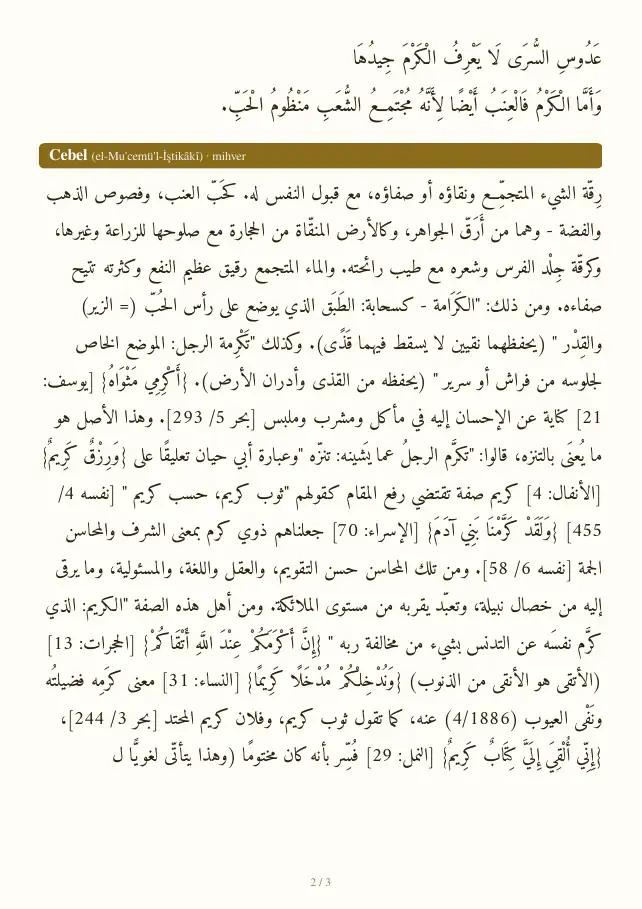 عَدُوسِ السُّرَى لَا يَعْرِفُ الْكَرْمَ جِيدُهَا
وَأَمَّا الْكَرْمُ فَالْعِنَبُ أَيْضًا لِأَنَّهُ مُجْتَمِعُ الشُّعَبِ مَنْظُومُ الْحَبِّ.
Cebel (el-Mu'cemü'l-İştikâkî) · mihver
رِقّة الشيء المتجمِّع ونقاؤه أو صفاؤه، مع قبول النفس له. كَحَبّ العنب، وفصوص الذهب
والفضة - وهما من أَرَقّ الجواهر، وكالأرض المنقّاة من الحجارة مع صلوحها للزراعة وغيرها،
وكرقّة جِلْد الفرس وشعره مع طيب رائحته. والماء المتجمع رقيق عظيم النفع وكثرته تتيح
صفاءه. ومن ذلك: "الكَرَامة - كسحابة: الطَبَق الذي يوضع على رأس الحُبّ (= الزير)
والقِدْر " (يحفظهما نقيين لا يسقط فيهما قَذًى). وكذلك "تَكْرِمة الرجل: الموضع الخاص
لجلوسه من فراش أو سرير " (يحفظه من القذى وأدران الأرض). {أَكْرِمِي مَثْوَاهُ} [يوسف:
21] كناية عن الإحسان إليه في مأكل ومشرب وملبس [بحر 5/ 293]. وهذا الأصل هو
ما يُعنَى بالتنزه، قالوا: "تكرَّم الرجلُ عما يَشينه: تنزّه "وعبارة أبي حيان تعليقًا على {وَرِزْقٌ كَرِيمٌ}
[الأنفال: 4] كريم صفة تقتضي رفع المقام كقولهم "ثوب كريم، حسب كريم " [نفسه 4/
455] {وَلَقَدْ كَرَّمْنَا بَنِي آدَمَ} [الإسراء: 70] جعلناهم ذوي كرم بمعنى الشرف والمحاسن
الجمة [نفسه 6/ 58]. ومن تلك المحاسن حسن التقويم، والعقل واللغة، والمسئولية، وما يرقى
إليه من خصال نبيلة، وتعبّد يقربه من مستوى الملائكة. ومن أهل هذه الصفة "الكريم: الذي
كرَّم نفسَه عن التدنس بشيء من مخالفة ربه " {إِنَّ أَكْرَمَكُمْ عِنْدَ اللَّهِ أَتْقَاكُمْ} [الحجرات: 13]
(الأتقى هو الأنقى من الذنوب) {وَنُدْخِلْكُمْ مُدْخَلًا كَرِيمًا} [النساء: 31] معنى كرَمِه فضيلتُه
ونَفْى العيوب (4/1886) عنه، كما تقول ثوب كريم، وفلان كريم المحتد [بحر 3/ 244]،
{إِنِّي أُلْقِيَ إِلَيَّ كِتَابٌ كَرِيمٌ} [النمل: 29] فُسِّر بأنه كان مختومًا (وهذا يتأتّى لغويًّا ل
2 / 3